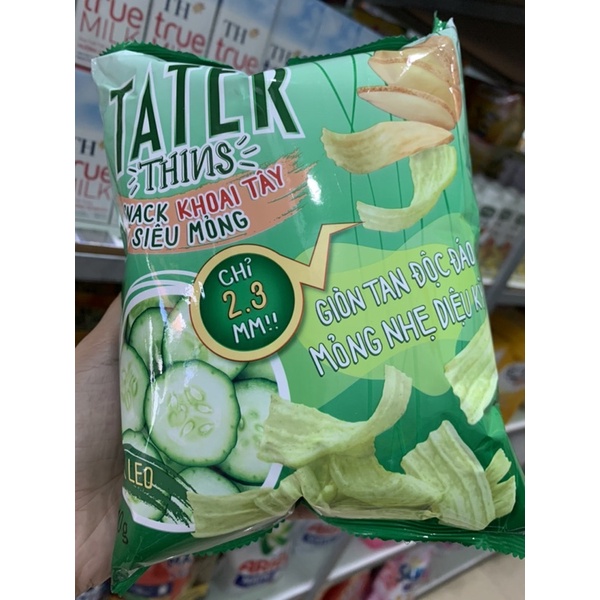 TH
true
MILK
TH
true
TATER
THINS
SNACK KHOAI TÂY
SIÊU MỎNG
CHỈ
2.3
MM!!
GIÒN TAN ĐỘC ĐÁO
MỎNG NHẸ DIỆU KÌ
LEO
g